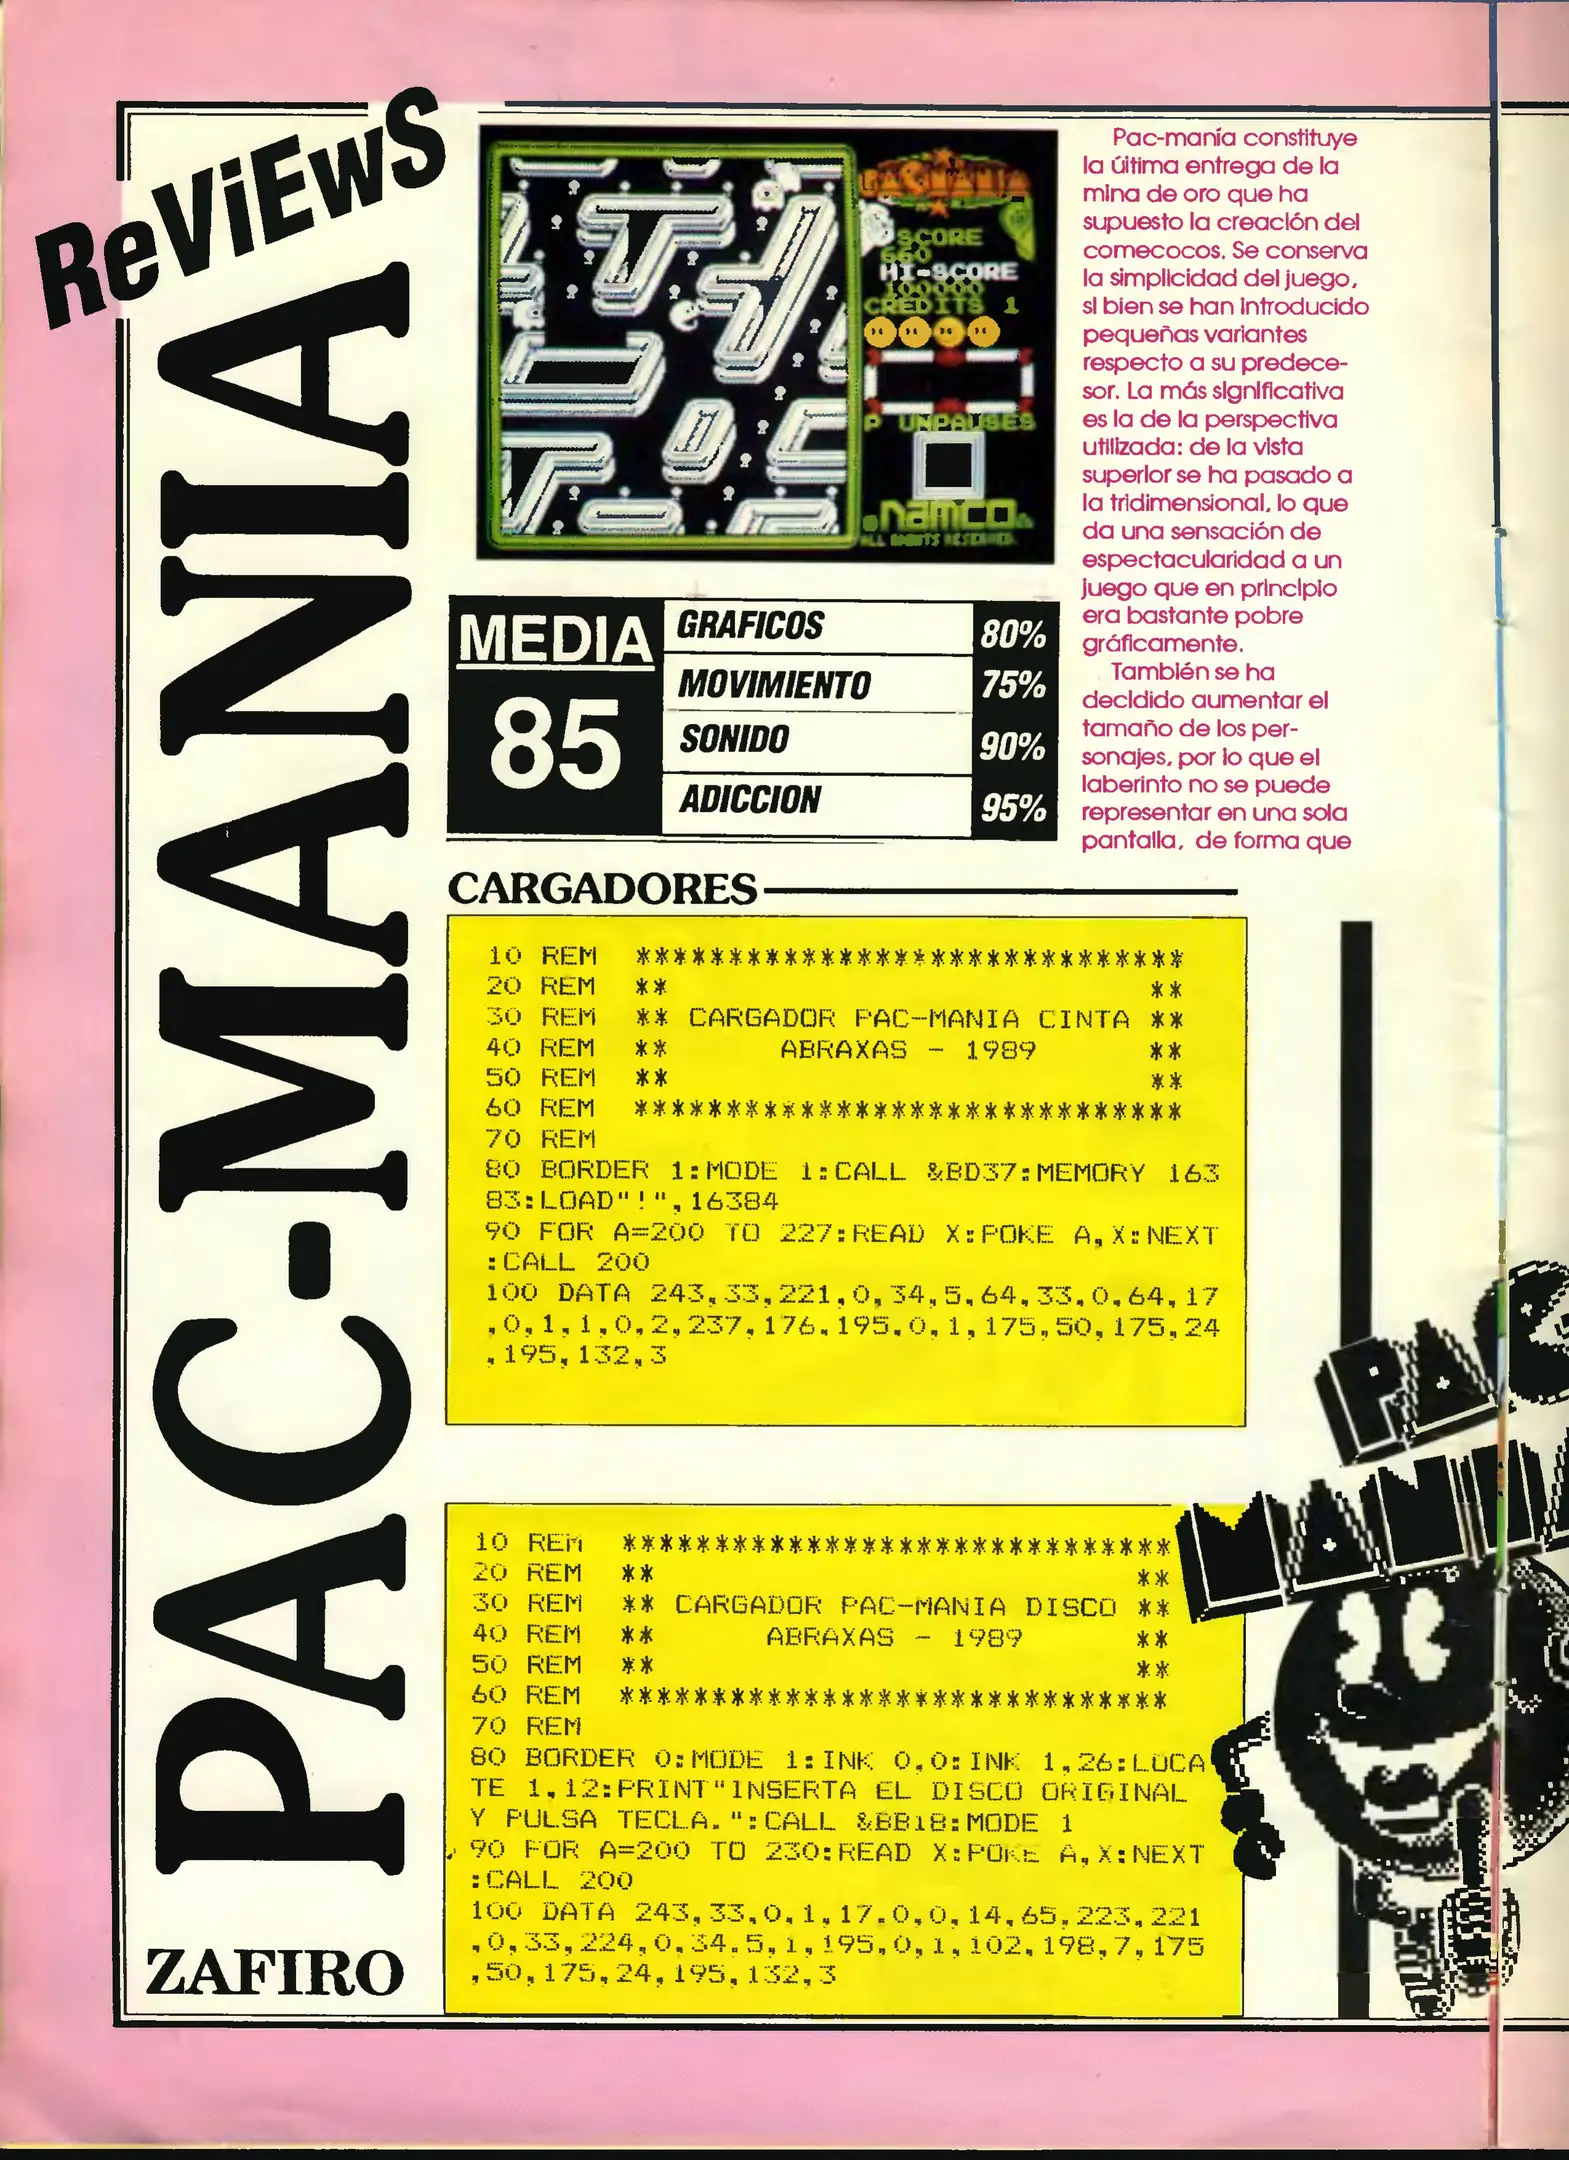 ReViEwS
PAC-MANIA
ZAFIRO
SCORE
550
HI-SCORE
100000
CREDITS 1
P UNPAUSES
namco
ALL RIGHTS RESERVED.
MEDIA
85
GRAFICOS 80%
MOVIMIENTO 75%
SONIDO 90%
ADICCION 95%
Pac-manía constituye
la última entrega de la
mina de oro que ha
supuesto la creación del
comecocos. Se conserva
la simplicidad del juego,
si bien se han introducido
pequeñas variantes
respecto a su predece-
sor. La más significativa
es la de la perspectiva
utilizada: de la vista
superior se ha pasado a
la tridimensional, lo que
da una sensación de
espectacularidad a un
juego que en principio
era bastante pobre
gráficamente.
También se ha
decidido aumentar el
tamaño de los per-
sonajes, por lo que el
laberinto no se puede
representar en una sola
pantalla, de forma que
CARGADORES
10 REM ******************************
20 REM ** **
30 REM ** CARGADOR PAC-MANIA CINTA **
40 REM ** ABRAXAS - 1989 **
50 REM ** **
60 REM ******************************
70 REM
80 BORDER 1:MODE 1:CALL &BD37:MEMORY 163
83:LOAD"!",16384
90 FOR A=200 TO 227:READ X:POKE A,X:NEXT
:CALL 200
100 DATA 243,33,221,0,34,5,64,33,0,64,17
,0,1,1,0,2,237,176,195,0,1,175,50,175,24
,195,132,3
10 REM ******************************
20 REM ** **
30 REM ** CARGADOR PAC-MANIA DISCO **
40 REM ** ABRAXAS - 1989 **
50 REM ** **
60 REM ******************************
70 REM
80 BORDER 0:MODE 1:INK 0,0:INK 1,26:LOCA
TE 1,12:PRINT"INSERTA EL DISCO ORIGINAL
Y PULSA TECLA.":CALL &BB18:MODE 1
90 FOR A=200 TO 230:READ X:POKE A,X:NEXT
:CALL 200
100 DATA 243,33,0,1,17,0,0,14,65,223,221
,0,33,224,0,34,5,1,195,0,1,102,198,7,175
,50,175,24,195,132,3
PAC
MANIA